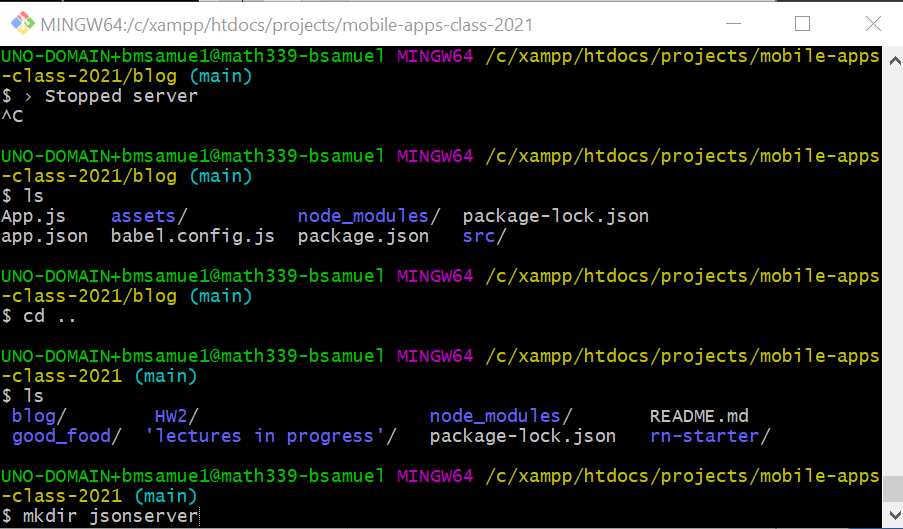 MINGW64:/c/xampp/htdocs/projects/mobile-apps-class-2021
UNO-DOMAIN+bmsamue1@math339-bsamuel MINGW64 /c/xampp/htdocs/projects/mobile-apps
-class-2021/blog (main)
$ › Stopped server
^C
UNO-DOMAIN+bmsamue1@math339-bsamuel MINGW64 /c/xampp/htdocs/projects/mobile-apps
-class-2021/blog (main)
$ ls
App.js    assets/          node_modules/  package-lock.json
app.json  babel.config.js  package.json   src/
UNO-DOMAIN+bmsamue1@math339-bsamuel MINGW64 /c/xampp/htdocs/projects/mobile-apps
-class-2021/blog (main)
$ cd ..
UNO-DOMAIN+bmsamue1@math339-bsamuel MINGW64 /c/xampp/htdocs/projects/mobile-apps
-class-2021 (main)
$ ls
blog/        HW2/                     node_modules/       README.md
good_food/  'lectures in progress'/   package-lock.json   rn-starter/
UNO-DOMAIN+bmsamue1@math339-bsamuel MINGW64 /c/xampp/htdocs/projects/mobile-apps
-class-2021 (main)
$ mkdir jsonserver